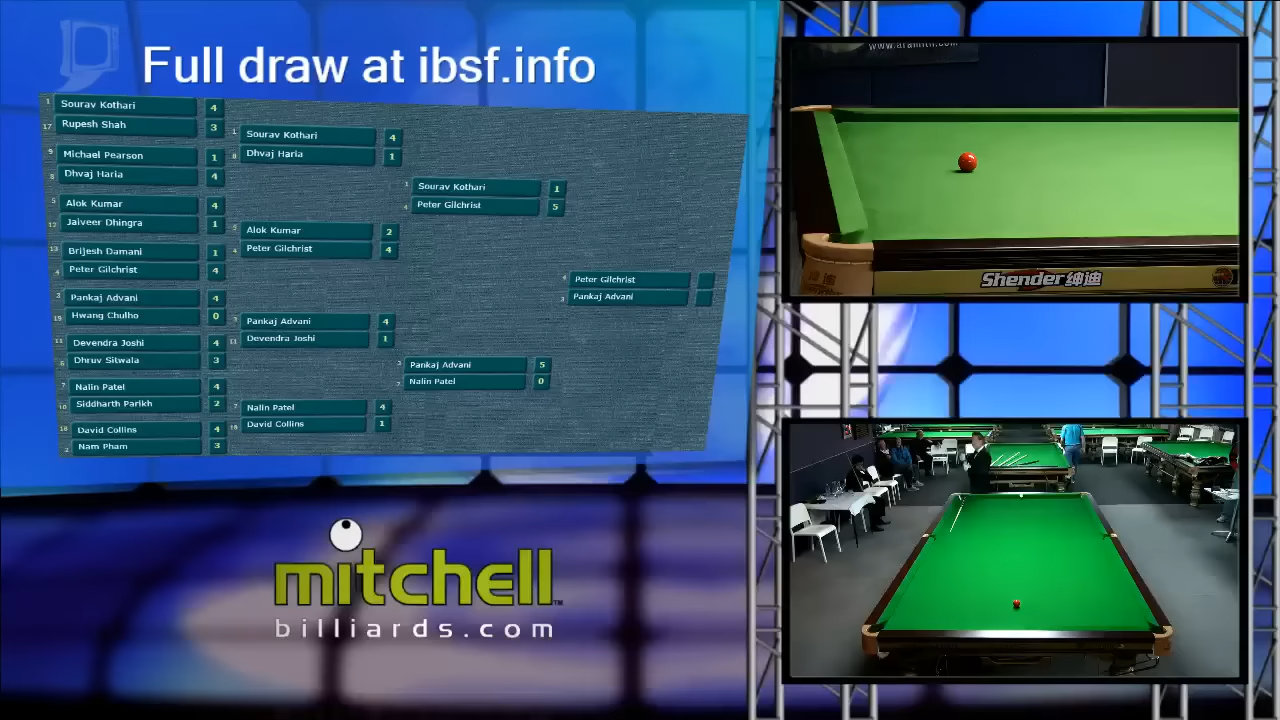 Full draw at ibsf.info
1 Sourav Kothari 4
17 Rupesh Shah 3
9 Michael Pearson 1
8 Dhvaj Haria 4
5 Alok Kumar 4
12 Jaiveer Dhingra 1
13 Brijesh Damani 1
4 Peter Gilchrist 4
3 Pankaj Advani 4
19 Hwang Chulho 0
11 Devendra Joshi 4
6 Dhruv Sitwala 3
7 Nalin Patel 4
10 Siddharth Parikh 2
18 David Collins 4
2 Nam Pham 3
1 Sourav Kothari 4
8 Dhvaj Haria 1
5 Alok Kumar 2
4 Peter Gilchrist 4
3 Pankaj Advani 4
11 Devendra Joshi 1
7 Nalin Patel 4
18 David Collins 1
1 Sourav Kothari 1
4 Peter Gilchrist 5
3 Pankaj Advani 5
7 Nalin Patel 0
4 Peter Gilchrist
3 Pankaj Advani
mitchell™
billiards.com
Shender 绅迪